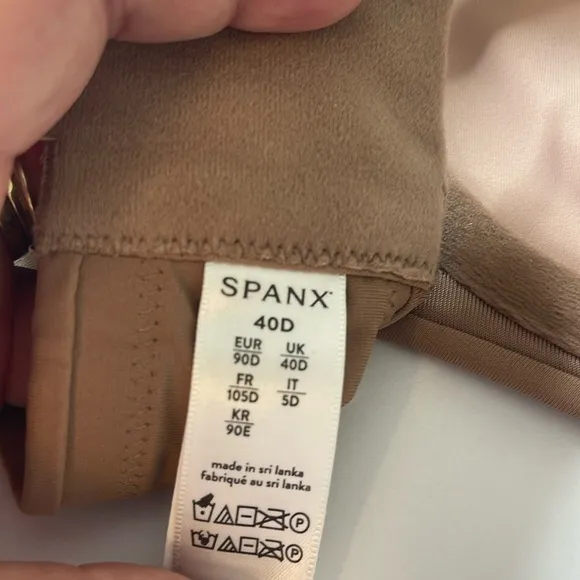 SPANX™
40D
EUR UK
90D 40D
FR IT
105D 5D
KR
90E
made in sri lanka
fabriqué au sri lanka
P
P